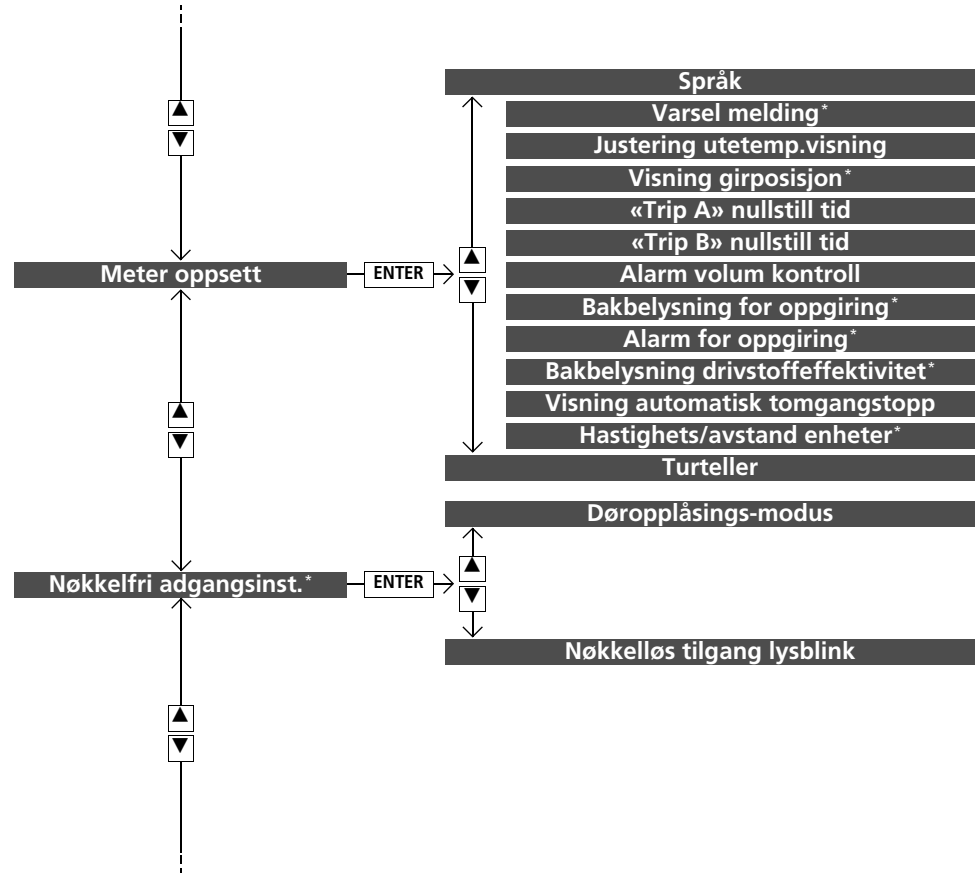 Språk
Varsel melding*
Justering utetemp.visning
Visning girposisjon*
«Trip A» nullstill tid
«Trip B» nullstill tid
Meter oppsett
ENTER
Alarm volum kontroll
Bakbelysning for oppgiring*
Alarm for oppgiring*
Bakbelysning drivstoffeffektivitet*
Visning automatisk tomgangstopp
Hastighets/avstand enheter*
Turteller
Døropplåsings-modus
Nøkkelfri adgangsinst.*
ENTER
Nøkkelløs tilgang lysblink